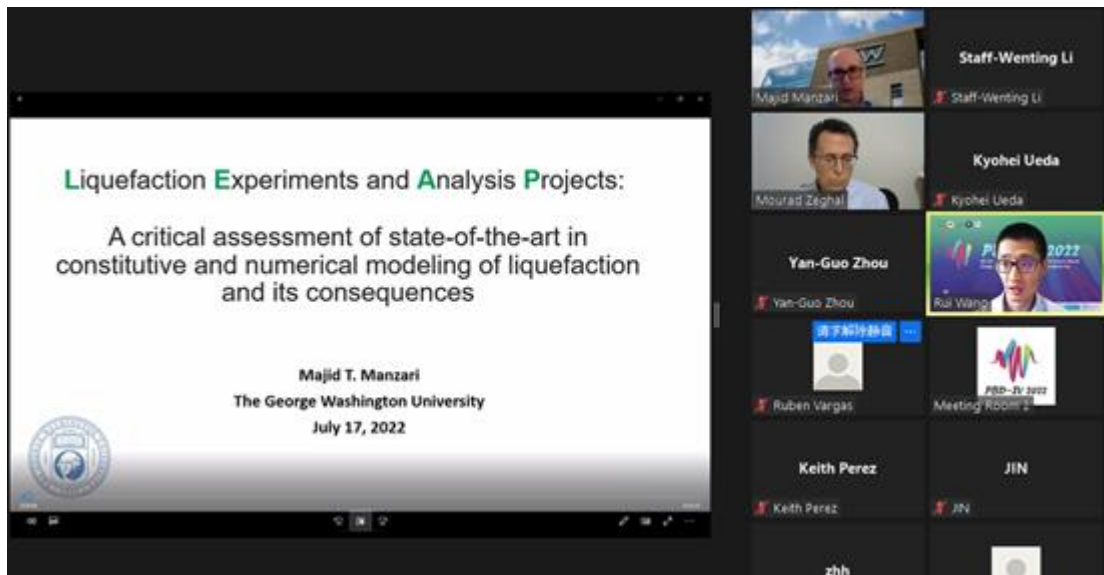 Liquefaction Experiments and Analysis Projects:
A critical assessment of state-of-the-art in
constitutive and numerical modeling of liquefaction
and its consequences
Majid T. Manzari
The George Washington University
July 17, 2022
Majid Manzari
Staff-Wenting Li
Staff-Wenting Li
Mourad Zeghal
Kyohei Ueda
Kyohei Ueda
Yan-Guo Zhou
Yan-Guo Zhou
2022
Rui Wang
请求解除静音
Ruben Vargas
PBD-IV 2022
Meeting Room 2
Keith Perez
Keith Perez
JIN
JIN
zhh